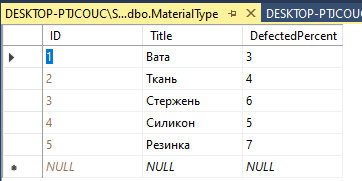 DESKTOP-PTJCOUC\S...dbo.MaterialType DESKTOP-PTJCOUC
ID Title DefectedPercent
1 Вата 3
2 Ткань 4
3 Стержень 6
4 Силикон 5
5 Резинка 7
NULL NULL NULL